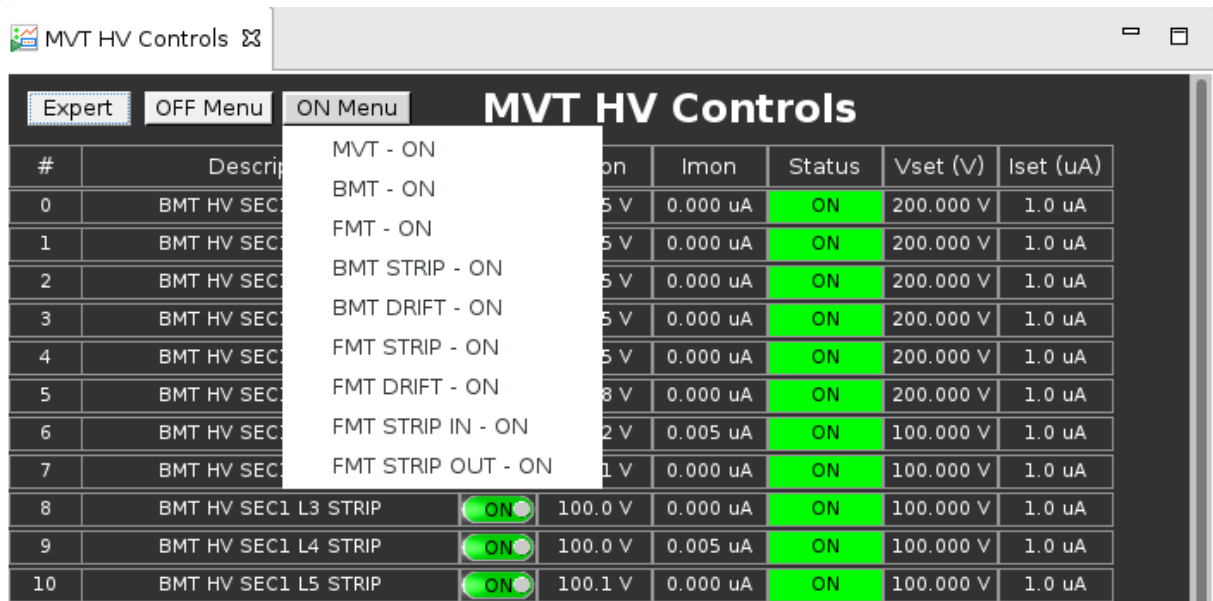 MVT HV Controls
Expert OFF Menu ON Menu MVT HV Controls
MVT - ON
BMT - ON
FMT - ON
BMT STRIP - ON
BMT DRIFT - ON
FMT STRIP - ON
FMT DRIFT - ON
FMT STRIP IN - ON
FMT STRIP OUT - ON
# Imon Status Vset (V) Iset (uA)
0 BMT HV 0.000 uA ON 200.000 V 1.0 uA
1 BMT HV 0.000 uA ON 200.000 V 1.0 uA
2 BMT HV 0.000 uA ON 200.000 V 1.0 uA
3 BMT HV 0.000 uA ON 200.000 V 1.0 uA
4 BMT HV 0.000 uA ON 200.000 V 1.0 uA
5 BMT HV 0.000 uA ON 200.000 V 1.0 uA
6 BMT HV 0.005 uA ON 100.000 V 1.0 uA
7 BMT HV 0.000 uA ON 100.000 V 1.0 uA
8 BMT HV SEC1 L3 STRIP ON 100.0 V 0.000 uA ON 100.000 V 1.0 uA
9 BMT HV SEC1 L4 STRIP ON 100.0 V 0.005 uA ON 100.000 V 1.0 uA
10 BMT HV SEC1 L5 STRIP ON 100.1 V 0.000 uA ON 100.000 V 1.0 uA